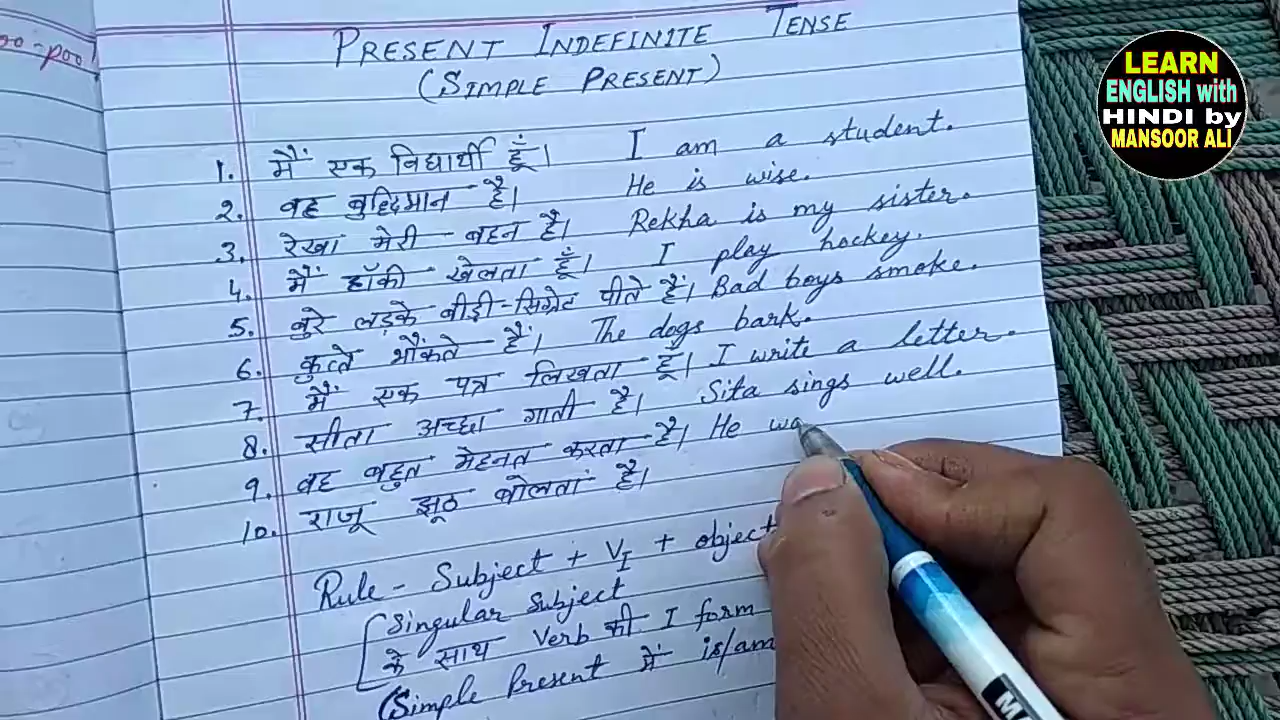 PRESENT INDEFINITE TENSE
(SIMPLE PRESENT)
1. मैं एक विद्यार्थी हूँ। I am a student.
2. वह बुद्धिमान है। He is wise.
3. रेखा मेरी बहन है। Rekha is my sister.
4. मैं हॉकी खेलता हूँ। I play hockey.
5. बुरे लड़के बीड़ी-सिग्रेट पीते हैं। Bad boys smoke.
6. कुत्ते भौंकते हैं। The dogs bark.
7. मैं एक पत्र लिखता हूँ। I write a letter.
8. सीता अच्छा गाती है। Sita sings well.
9. वह बहुत मेहनत करता है। He wo
10. राजू झूठ बोलता है।
Rule - Subject + V I + object
Singular Subject
के साथ Verb की I form
(Simple Present में is/am
LEARN
ENGLISH with
HINDI by
MANSOOR ALI